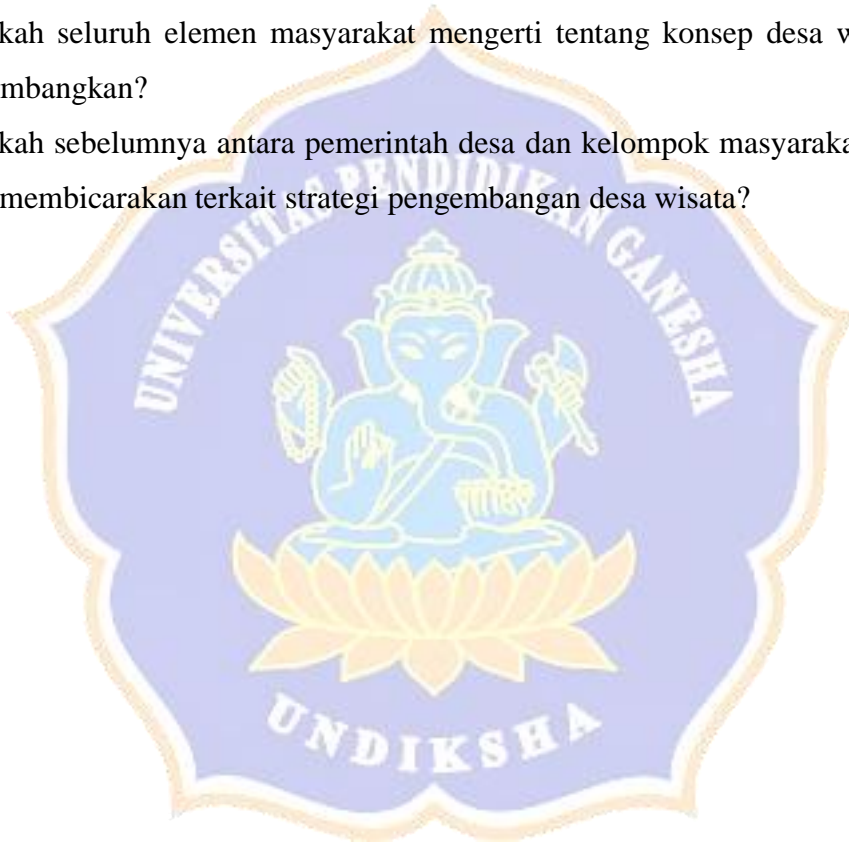 kah seluruh elemen masyarakat mengerti tentang konsep desa w
mbangkan?
kah sebelumnya antara pemerintah desa dan kelompok masyaraka
membicarakan terkait strategi pengembangan desa wisata?
UNIVERSITAS PENDIDIKAN GANESHA
UNDIKSHA